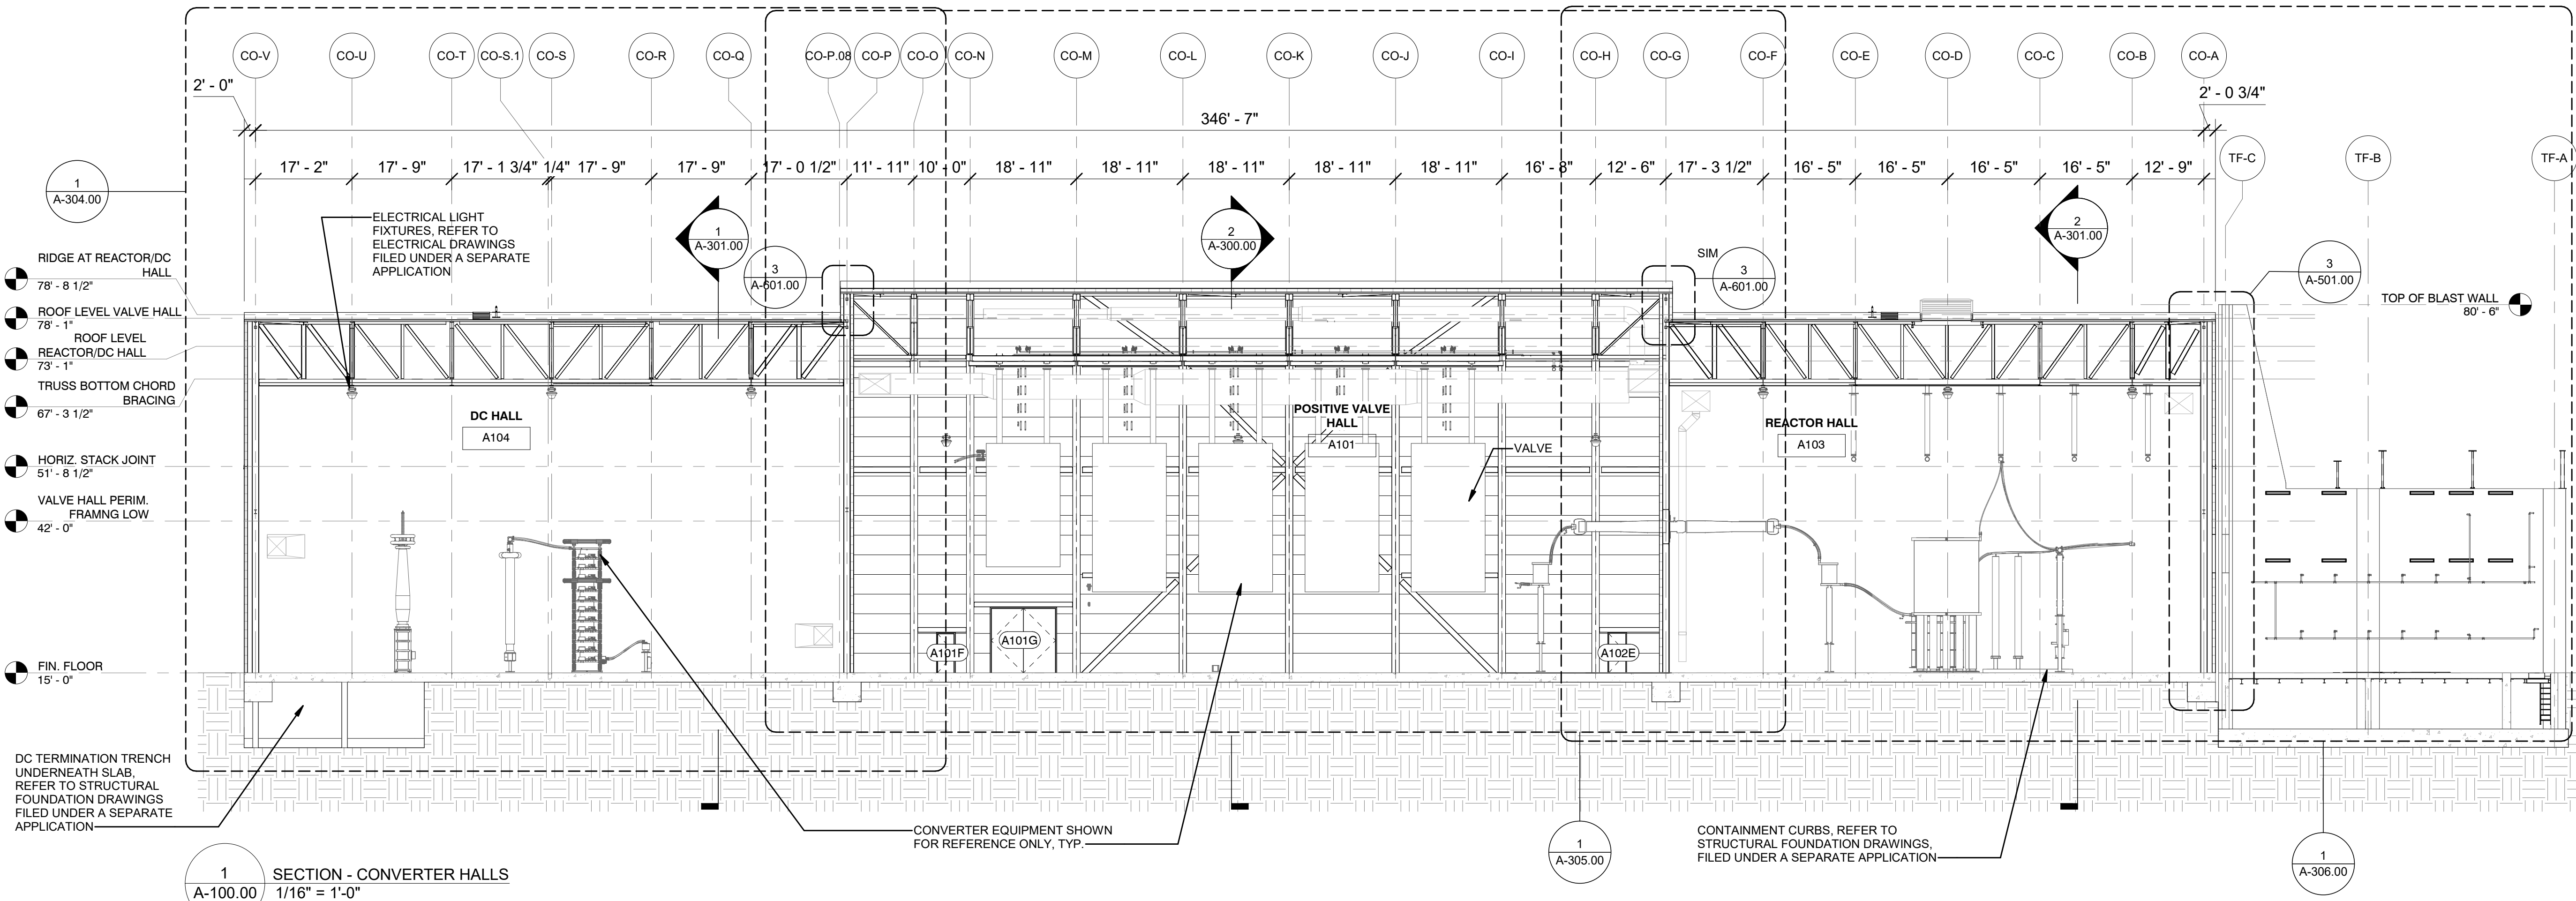 CO-V
CO-U
CO-T
CO-S.1
CO-S
CO-R
CO-Q
CO-P.08
CO-P
CO-O
CO-N
CO-M
CO-L
CO-K
CO-J
CO-I
CO-H
CO-G
CO-F
CO-E
CO-D
CO-C
CO-B
CO-A
2' - 0"
346' - 7"
2' - 0 3/4"
TF-C
TF-B
TF-A
17' - 2"
17' - 9"
17' - 1 3/4"
1/4"
17' - 9"
17' - 9"
17' - 0 1/2"
11' - 11"
10' - 0"
18' - 11"
18' - 11"
18' - 11"
18' - 11"
18' - 11"
16' - 8"
12' - 6"
17' - 3 1/2"
16' - 5"
16' - 5"
16' - 5"
16' - 5"
12' - 9"
1
A-304.00
ELECTRICAL LIGHT
FIXTURES, REFER TO
ELECTRICAL DRAWINGS
FILED UNDER A SEPARATE
APPLICATION
1
A-301.00
3
A-601.00
2
A-300.00
SIM
3
A-601.00
2
A-301.00
3
A-501.00
TOP OF BLAST WALL
80' - 6"
RIDGE AT REACTOR/DC
HALL
78' - 8 1/2"
ROOF LEVEL VALVE HALL
78' - 1"
ROOF LEVEL
REACTOR/DC HALL
73' - 1"
TRUSS BOTTOM CHORD
BRACING
67' - 3 1/2"
HORIZ. STACK JOINT
51' - 8 1/2"
VALVE HALL PERIM.
FRAMNG LOW
42' - 0"
FIN. FLOOR
15' - 0"
DC HALL
A104
POSITIVE VALVE
HALL
A101
VALVE
REACTOR HALL
A103
A101F
A101G
A102E
DC TERMINATION TRENCH
UNDERNEATH SLAB,
REFER TO STRUCTURAL
FOUNDATION DRAWINGS
FILED UNDER A SEPARATE
APPLICATION
CONVERTER EQUIPMENT SHOWN
FOR REFERENCE ONLY, TYP.
1
A-305.00
CONTAINMENT CURBS, REFER TO
STRUCTURAL FOUNDATION DRAWINGS,
FILED UNDER A SEPARATE APPLICATION
1
A-306.00
1
A-100.00
SECTION - CONVERTER HALLS
1/16" = 1'-0"